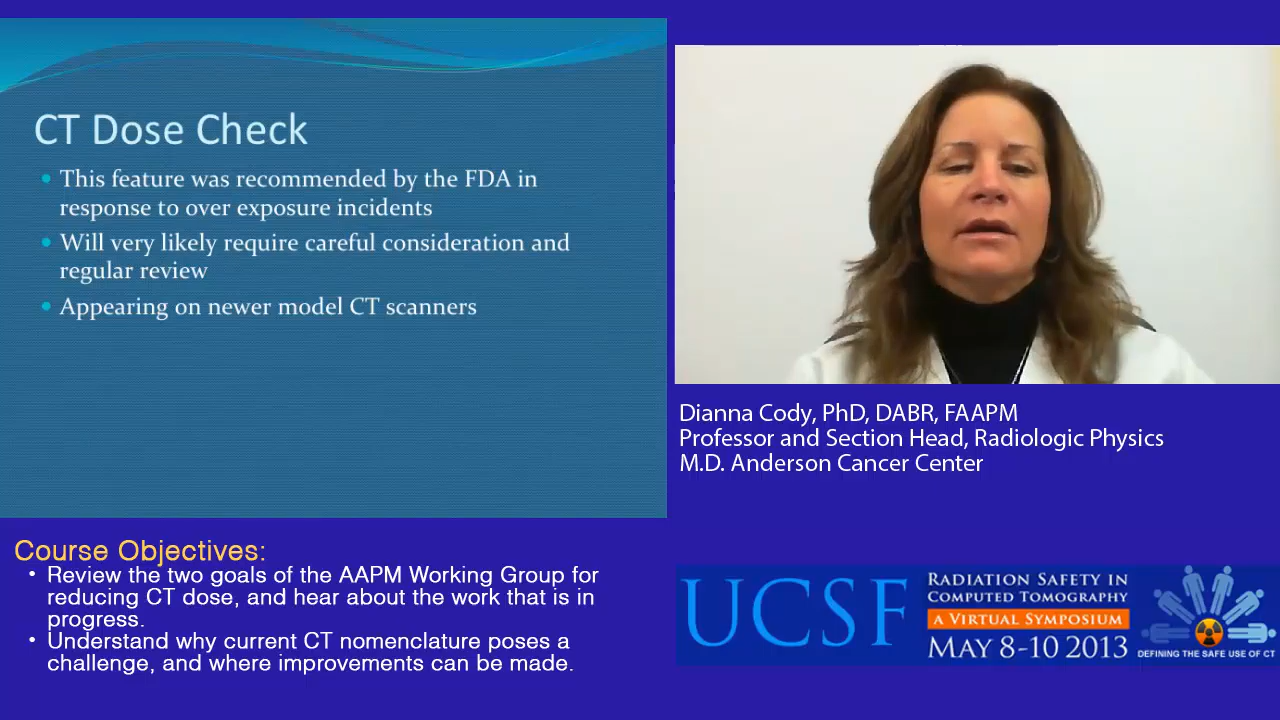 CT Dose Check
• This feature was recommended by the FDA in
response to over exposure incidents
• Will very likely require careful consideration and
regular review
• Appearing on newer model CT scanners
Dianna Cody, PhD, DABR, FAAPM
Professor and Section Head, Radiologic Physics
M.D. Anderson Cancer Center
Course Objectives:
• Review the two goals of the AAPM Working Group for
reducing CT dose, and hear about the work that is in
progress.
• Understand why current CT nomenclature poses a
challenge, and where improvements can be made.
UCSF
RADIATION SAFETY IN
COMPUTED TOMOGRAPHY
A VIRTUAL SYMPOSIUM
MAY 8-10 2013
DEFINING THE SAFE USE OF CT